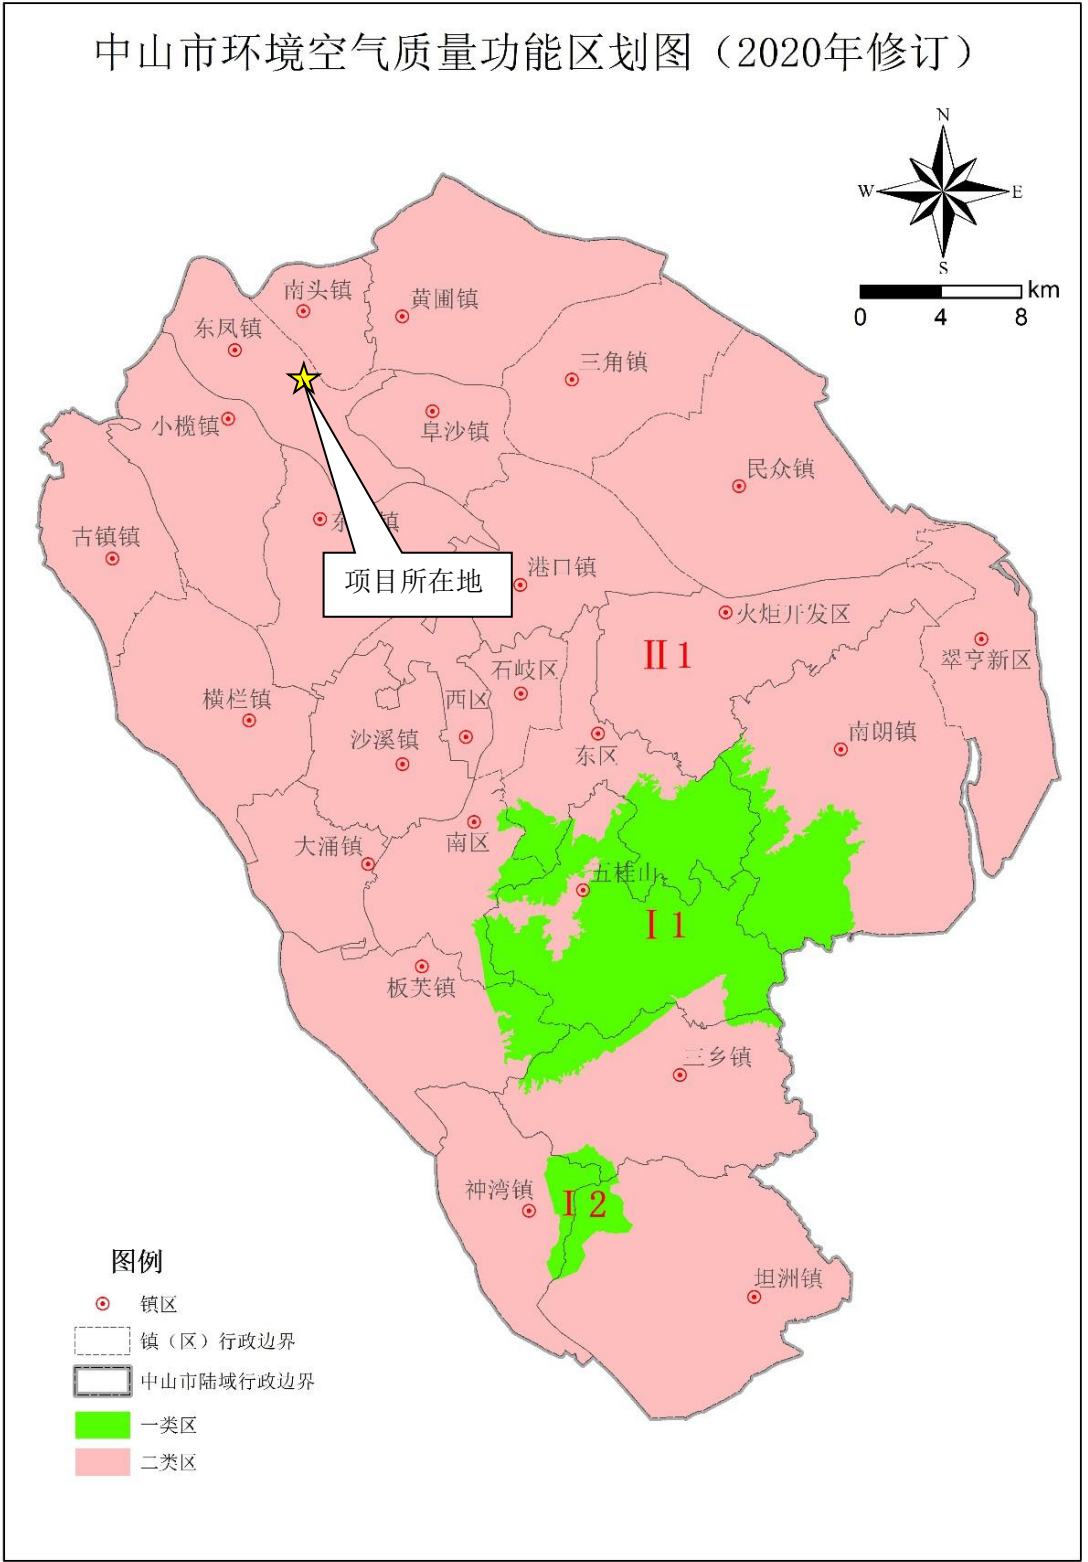 中山市环境空气质量功能区划图（2020年修订）
N
W
E
S
km
0
4
8
南头镇
黄圃镇
东凤镇
三角镇
小榄镇
阜沙镇
民众镇
古镇镇
东
镇
港口镇
项目所在地
火炬开发区
Ⅱ1
翠亨新区
石岐区
横栏镇
西区
南朗镇
沙溪镇
东区
大涌镇
南区
五桂山
Ⅰ1
板芙镇
三乡镇
神湾镇
Ⅰ2
坦洲镇
图例
镇区
镇（区）行政边界
中山市陆域行政边界
一类区
二类区